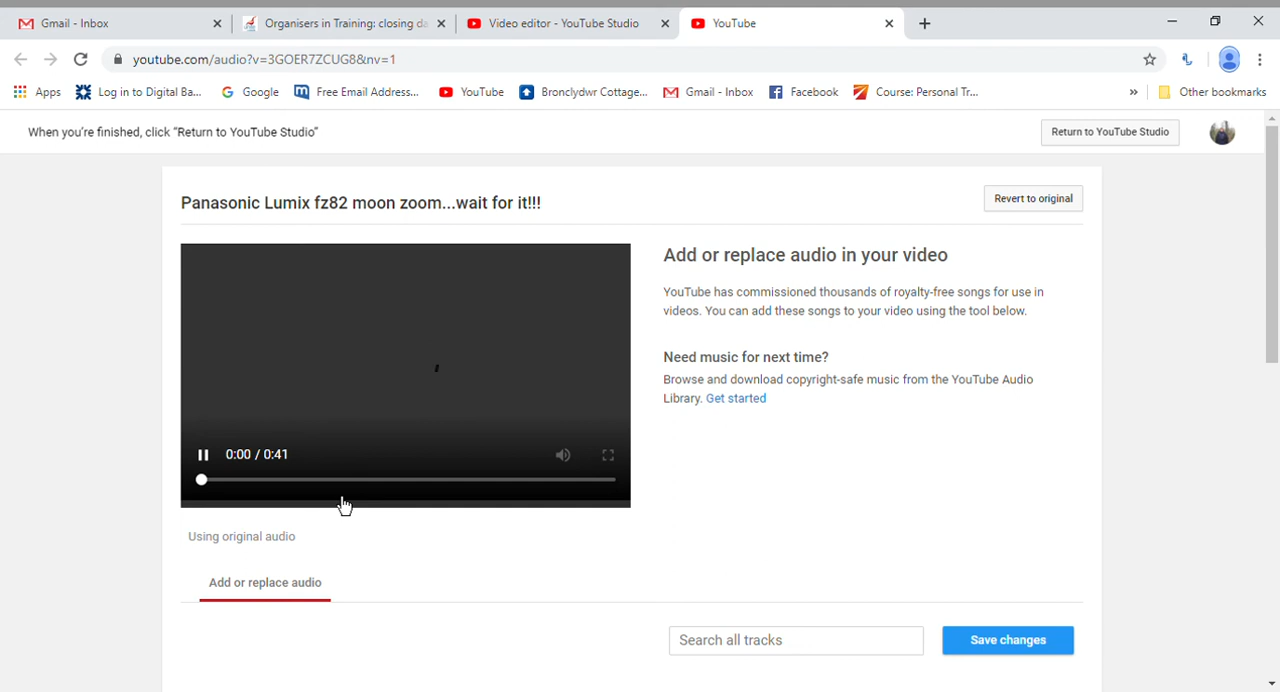 Gmail - Inbox
Organisers in Training: closing da
Video editor - YouTube Studio
YouTube
youtube.com/audio?v=3GOER7ZCUG8&nv=1
Apps
Log in to Digital Ba...
Google
Free Email Address...
YouTube
Bronclydwr Cottage...
Gmail - Inbox
Facebook
Course: Personal Tr...
»
Other bookmarks
When you're finished, click "Return to YouTube Studio"
Return to YouTube Studio
Panasonic Lumix fz82 moon zoom...wait for it!!!
Revert to original
0:00 / 0:41
Add or replace audio in your video
YouTube has commissioned thousands of royalty-free songs for use in
videos. You can add these songs to your video using the tool below.
Need music for next time?
Browse and download copyright-safe music from the YouTube Audio
Library. Get started
Using original audio
Add or replace audio
Search all tracks
Save changes